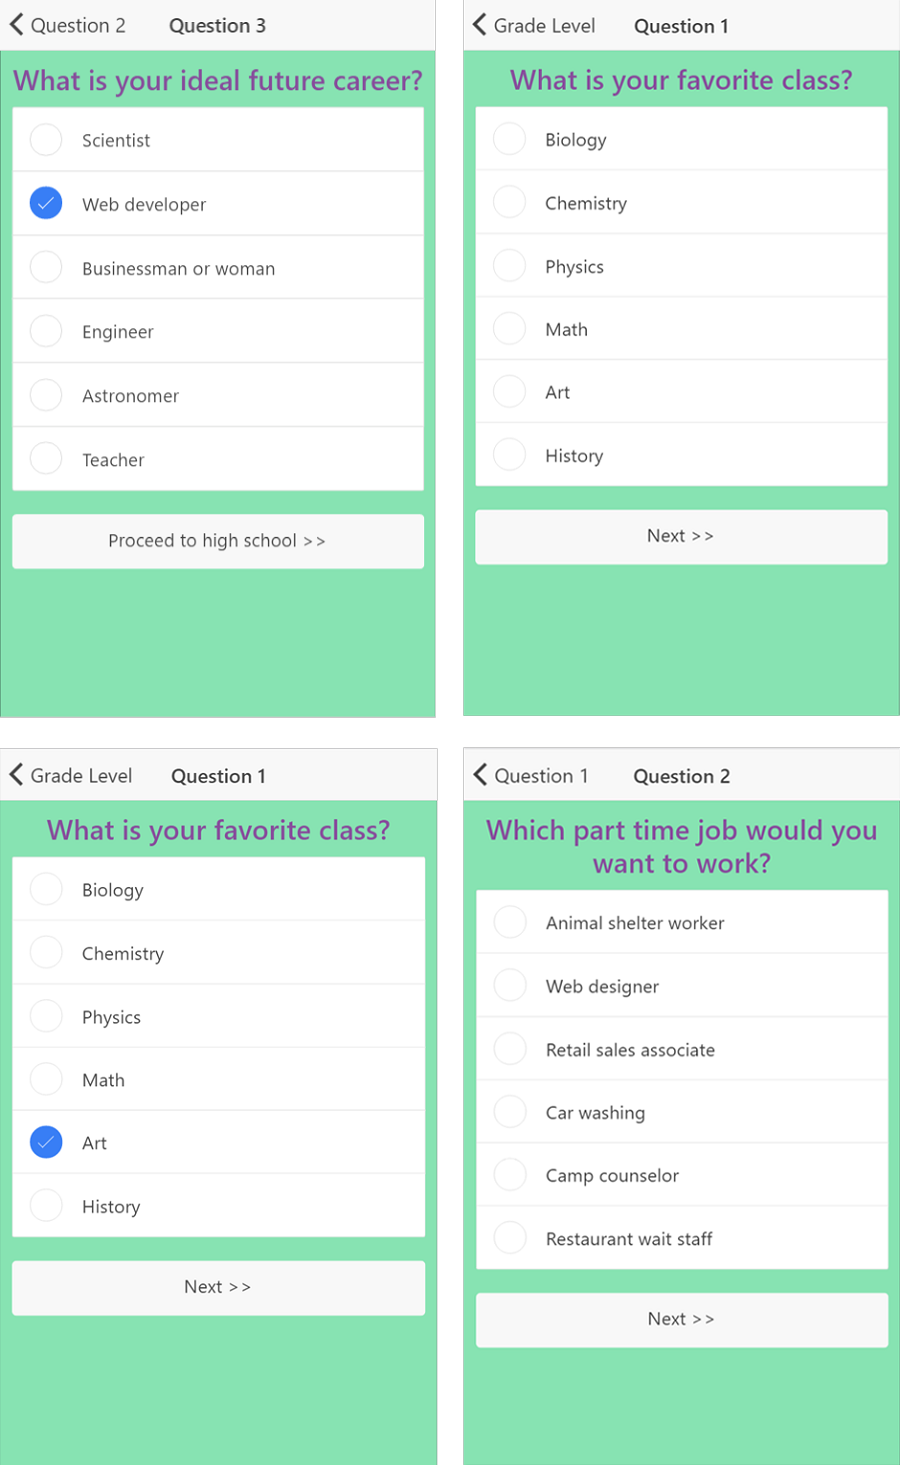 Question 2
Question 3
What is your ideal future career?
Scientist
Web developer
Businessman or woman
Engineer
Astronomer
Teacher
Proceed to high school >>
Grade Level
Question 1
What is your favorite class?
Biology
Chemistry
Physics
Math
Art
History
Next >>
Grade Level
Question 1
What is your favorite class?
Biology
Chemistry
Physics
Math
Art
History
Next >>
Question 1
Question 2
Which part time job would you
want to work?
Animal shelter worker
Web designer
Retail sales associate
Car washing
Camp counselor
Restaurant wait staff
Next >>